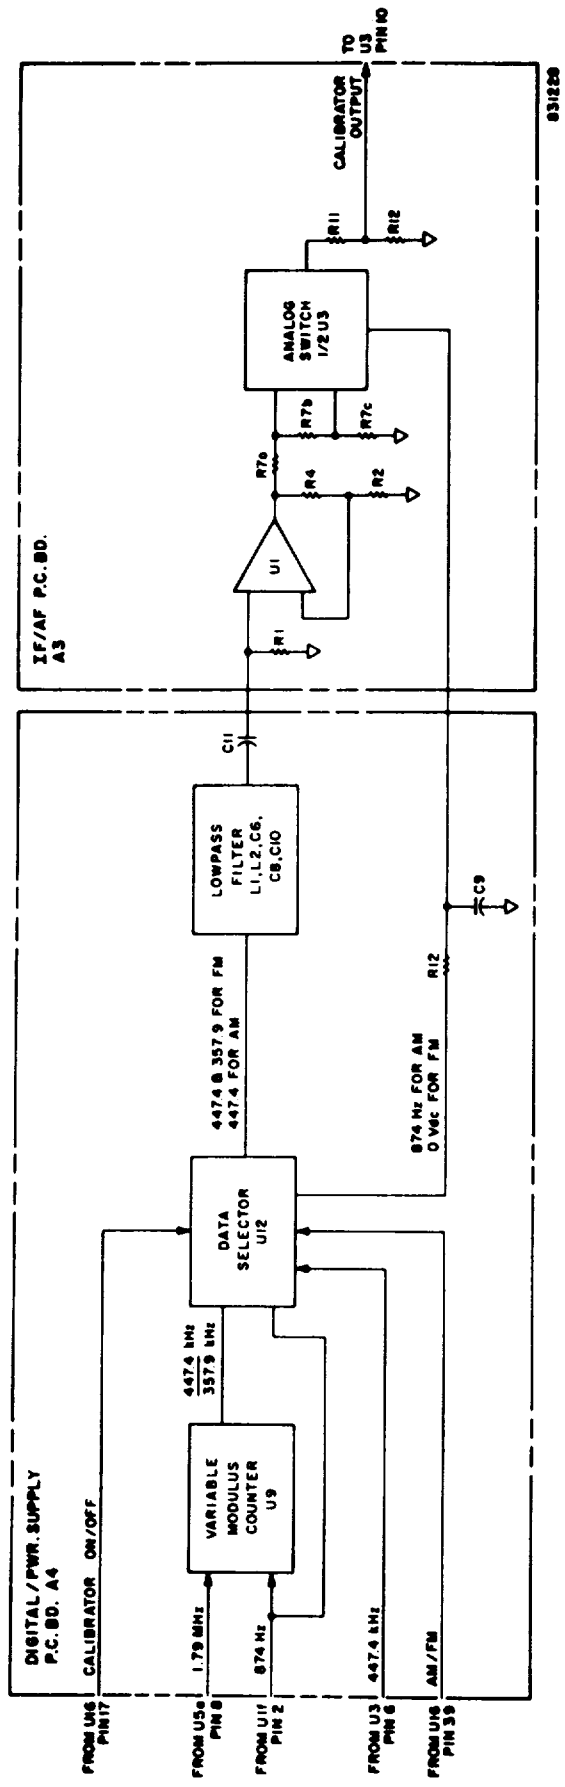 DIGITAL/PWR. SUPPLY
P.C. BD. A4
FROM U16
PIN 17
CALIBRATOR ON/OFF
FROM U5a
PIN 8
1.79 MHz
FROM U1f
PIN 2
874 Hz
FROM U3
PIN 6
447.4 kHz
FROM U16
PIN 39
AM/FM
VARIABLE
MODULUS
COUNTER
U9
447.4 kHz
357.9 kHz
DATA
SELECTOR
U12
447.4 & 357.9 FOR FM
447.4 FOR AM
874 Hz FOR AM
0 Vdc FOR FM
R12
C9
LOWPASS
FILTER
L1, L2, C6,
C8, C10
C11
IF/AF P.C. BD.
A3
R1
U1
R4
R2
R7a
R7b
R7c
ANALOG
SWITCH
1/2 U3
R11
R12
CALIBRATOR
OUTPUT
TO
U3
PIN 10
831228